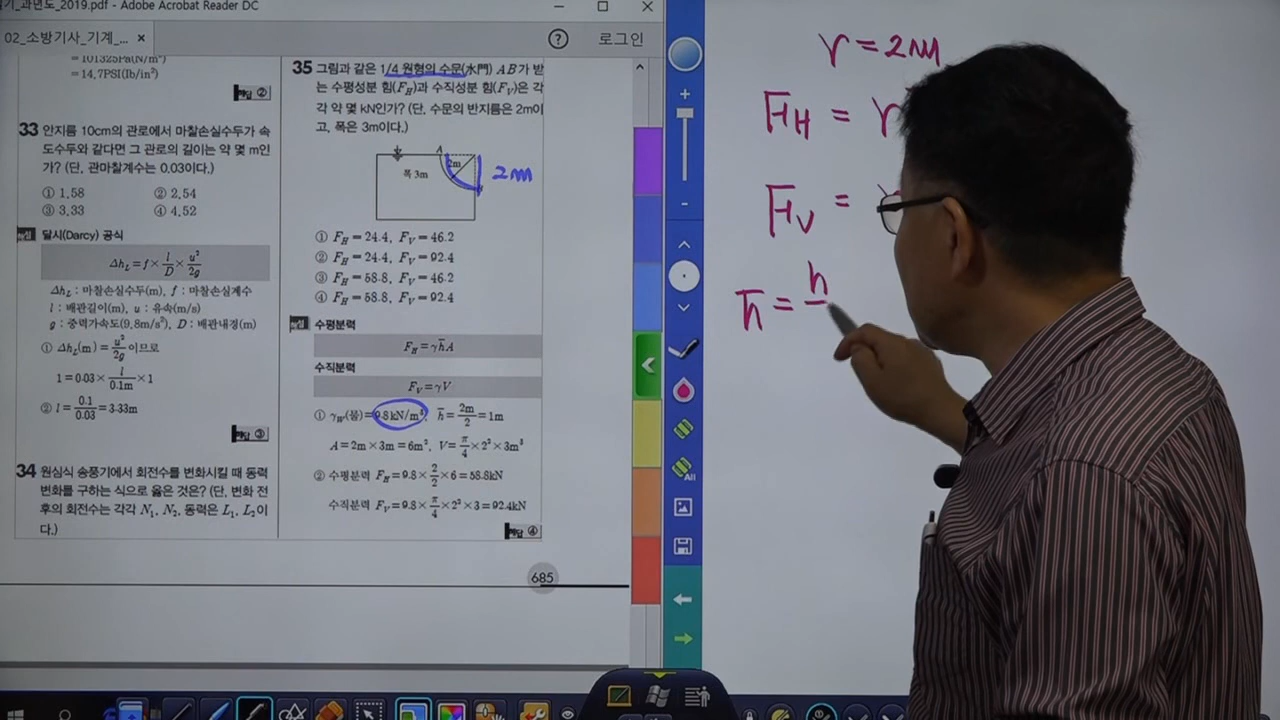 기_과년도_2019.pdf - Adobe Acrobat Reader DC
02_소방기사_기계_...
로그인
=101325Pa(N/m²)
=14.7PSI(Ib/in²)
②
33 안지름 10cm의 관로에서 마찰손실수두가 속
도수두와 같다면 그 관로의 길이는 약 몇 m인
가? (단, 관마찰계수는 0.03이다.)
① 1.58 ② 2.54
③ 3.33 ④ 4.52
달시(Darcy) 공식
Δh_L = f × l/D × u²/2g
Δh_L : 마찰손실수두(m), f : 마찰손실계수
l : 배관길이(m), u : 유속(m/s)
g : 중력가속도(9.8m/s²), D : 배관내경(m)
① Δh_L(m) = u²/2g 이므로
1 = 0.03 × l/0.1m × 1
② l = 0.1/0.03 = 3.33m
③
34 원심식 송풍기에서 회전수를 변화시킬 때 동력
변화를 구하는 식으로 옳은 것은? (단, 변화 전
후의 회전수는 각각 N₁, N₂, 동력은 L₁, L₂이
다.)
35 그림과 같은 1/4 원형의 수문(水門) AB가 받
는 수평성분 힘(F_H)과 수직성분 힘(F_V)은 각
각 약 몇 kN인가? (단, 수문의 반지름은 2m이
고, 폭은 3m이다.)
A
2m
폭 3m
2m
① F_H = 24.4, F_V = 46.2
② F_H = 24.4, F_V = 92.4
③ F_H = 58.8, F_V = 46.2
④ F_H = 58.8, F_V = 92.4
수평분력
F_H = γh̄A
수직분력
F_V = γV
① γ_W(물) = 9.8kN/m³, h̄ = 2m/2 = 1m
A = 2m × 3m = 6m², V = π/4 × 2² × 3m³
② 수평분력 F_H = 9.8 × 2/2 × 6 = 58.8kN
수직분력 F_V = 9.8 × π/4 × 2² × 3 = 92.4kN
④
685
All
r = 2m
F_H = r
F_V =
h̄ = h